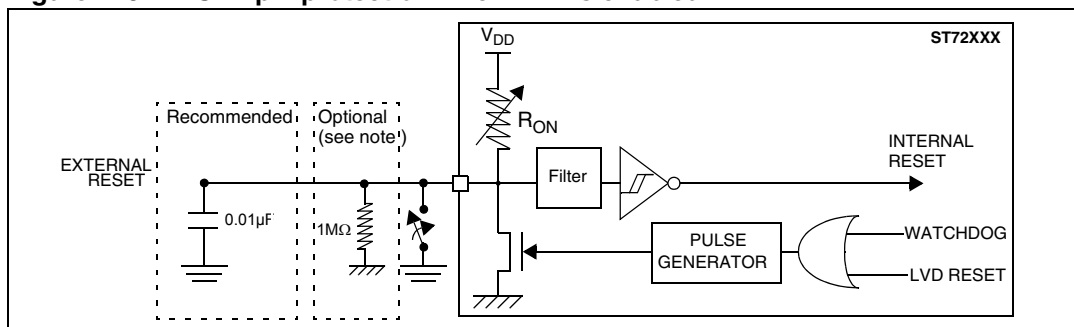 ST72XXX
VDD
RON
Recommended
Optional
(see note)
EXTERNAL
RESET
0.01µF
1MΩ
Filter
INTERNAL
RESET
PULSE
GENERATOR
WATCHDOG
LVD RESET